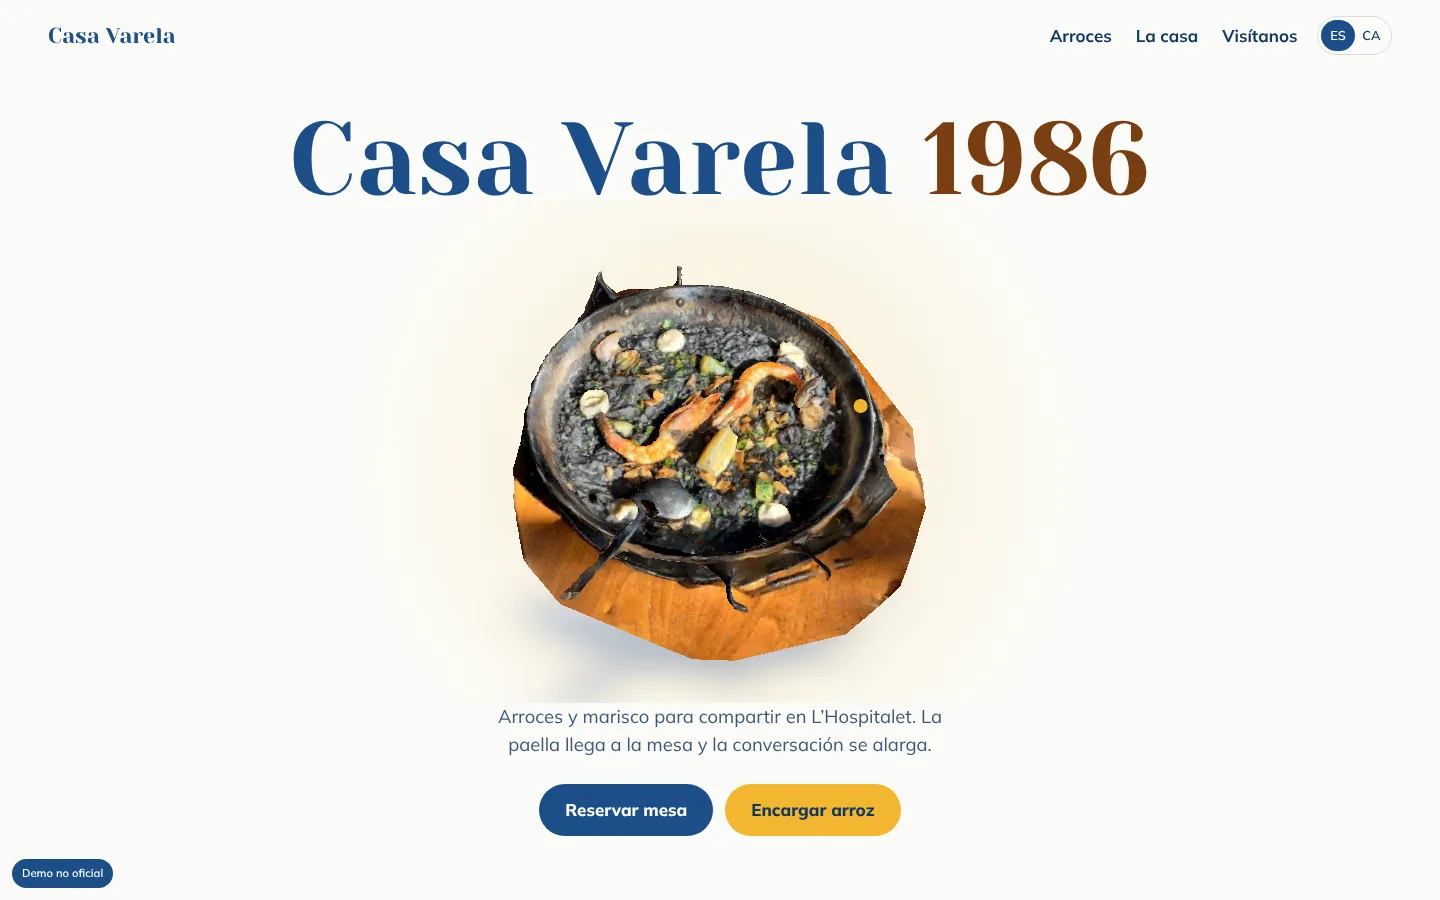 Casa Varela
Arroces
La casa
Visítanos
ES
CA
Casa Varela 1986
Arroces y marisco para compartir en L’Hospitalet. La
paella llega a la mesa y la conversación se alarga.
Reservar mesa
Encargar arroz
Demo no oficial